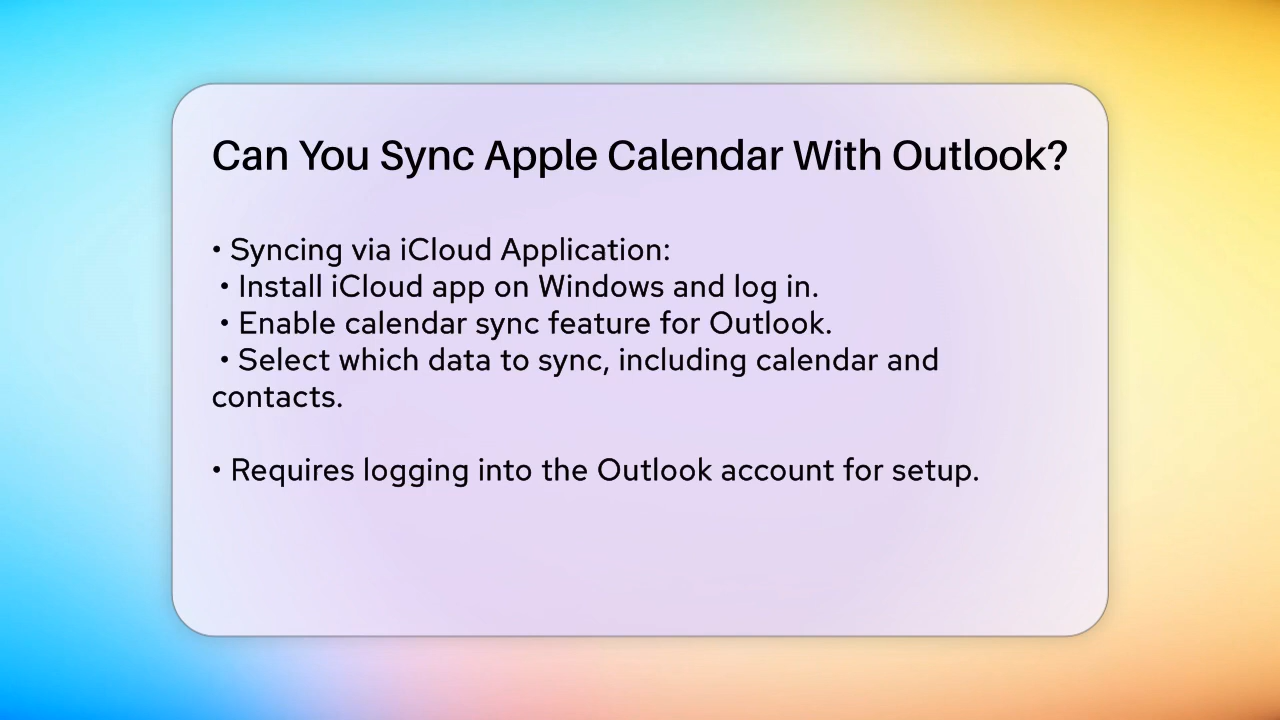 Can You Sync Apple Calendar With Outlook?
• Syncing via iCloud Application:
• Install iCloud app on Windows and log in.
• Enable calendar sync feature for Outlook.
• Select which data to sync, including calendar and
contacts.
• Requires logging into the Outlook account for setup.